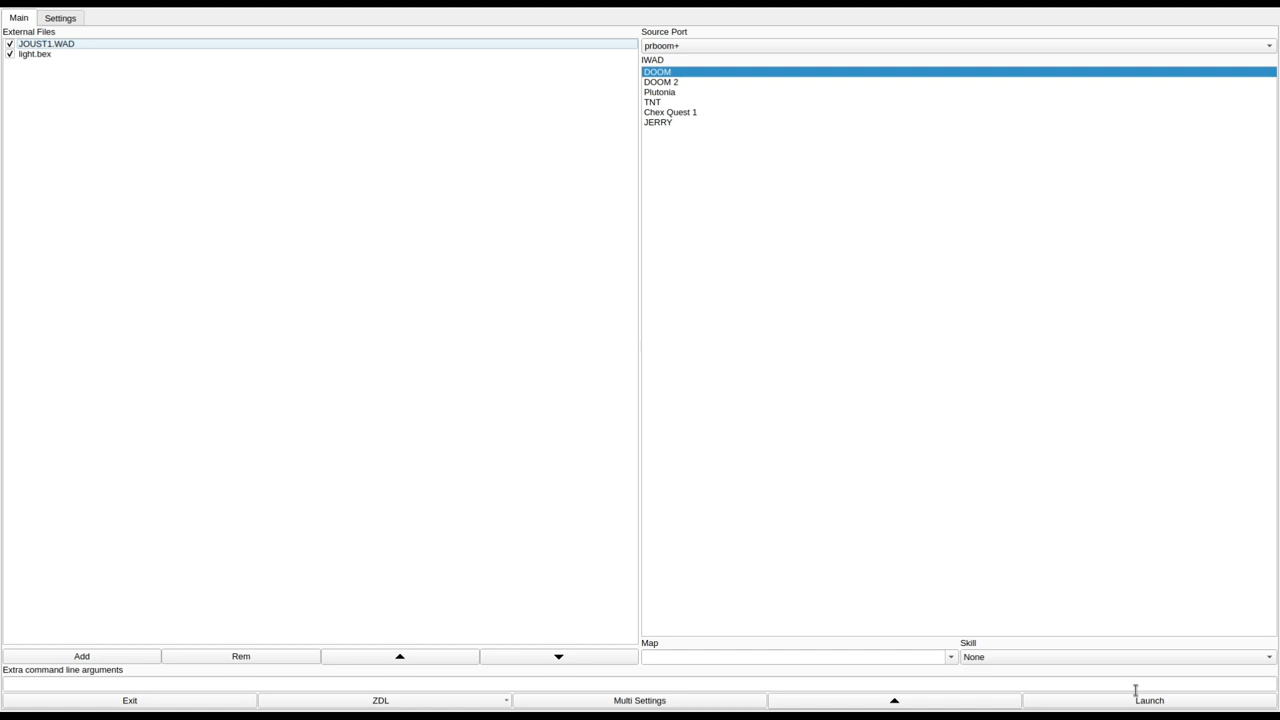 Main
Settings
External Files
JOUST1.WAD
light.bex
Source Port
prboom+
IWAD
DOOM
DOOM 2
Plutonia
TNT
Chex Quest 1
JERRY
Map
Skill
None
Add
Rem
Extra command line arguments
Exit
ZDL
Multi Settings
Launch